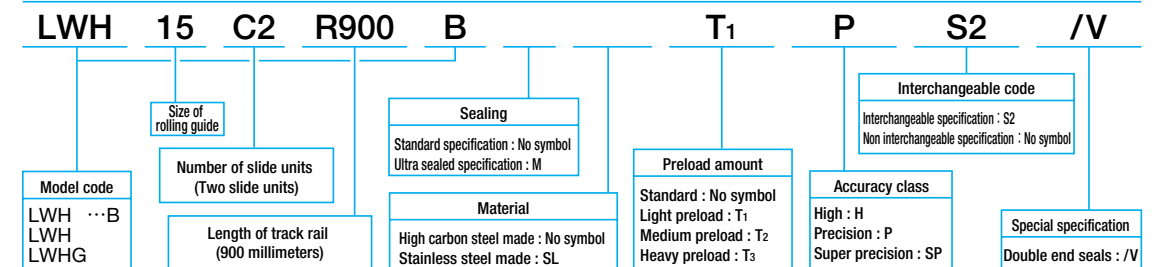 LWH 15 C2 R900 B T1 P S2 /V
Size of
rolling guide
Number of slide units
(Two slide units)
Length of track rail
(900 millimeters)
Model code
LWH …B
LWH
LWHG
Sealing
Standard specification : No symbol
Ultra sealed specification : M
Material
High carbon steel made : No symbol
Stainless steel made : SL
Preload amount
Standard : No symbol
Light preload : T1
Medium preload : T2
Heavy preload : T3
Interchangeable code
Interchangeable specification : S2
Non interchangeable specification : No symbol
Accuracy class
High : H
Precision : P
Super precision : SP
Special specification
Double end seals : /V